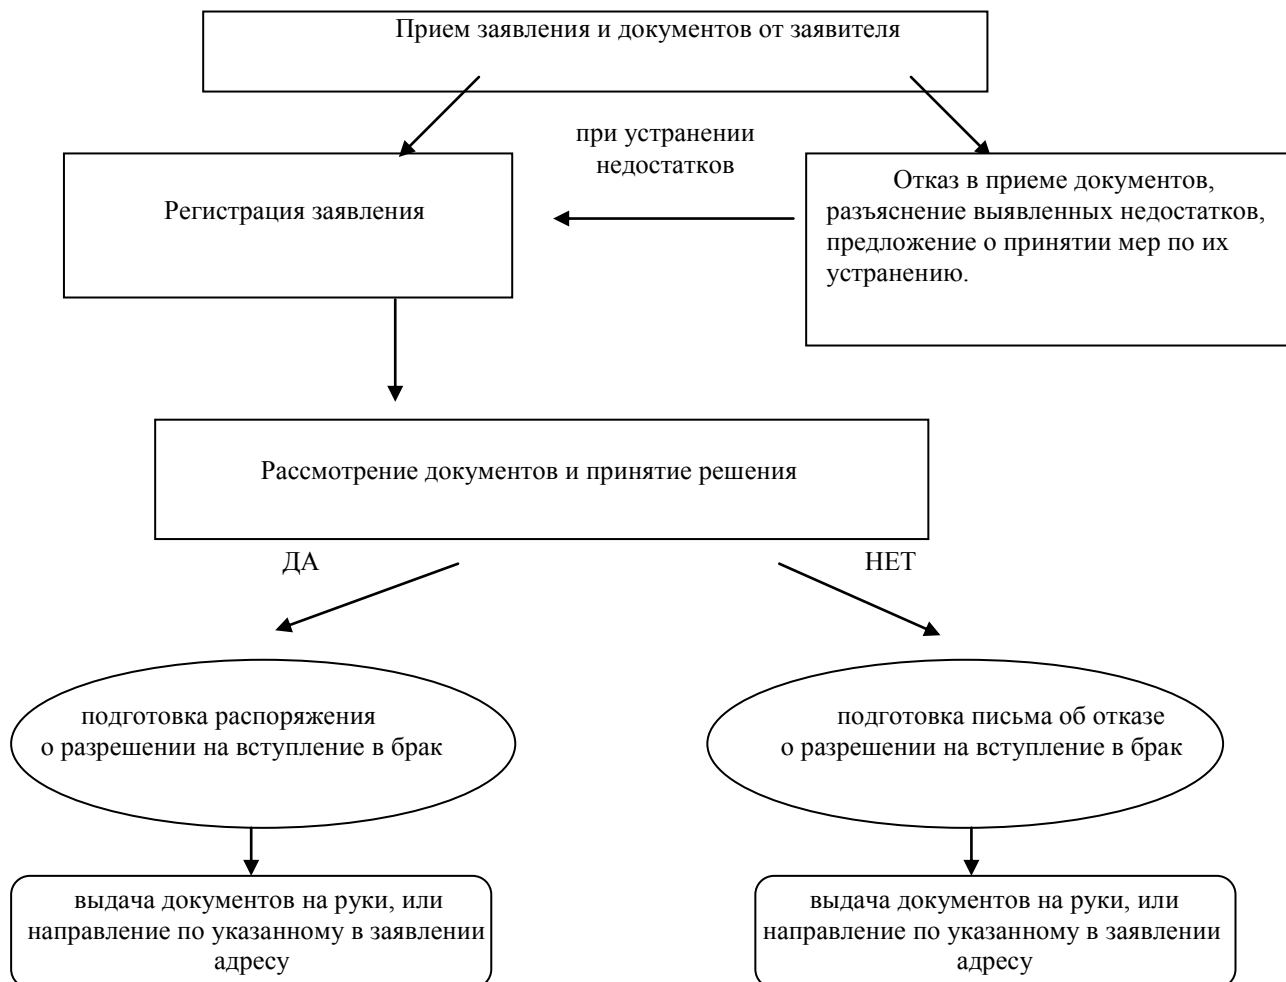 Прием заявления и документов от заявителя
при устранении
недостатков
Регистрация заявления
Отказ в приеме документов,
разъяснение выявленных недостатков,
предложение о принятии мер по их
устранению.
Рассмотрение документов и принятие решения
ДА
НЕТ
подготовка распоряжения
о разрешении на вступление в брак
подготовка письма об отказе
о разрешении на вступление в брак
выдача документов на руки, или
направление по указанному в заявлении
адресу
выдача документов на руки, или
направление по указанному в заявлении
адресу